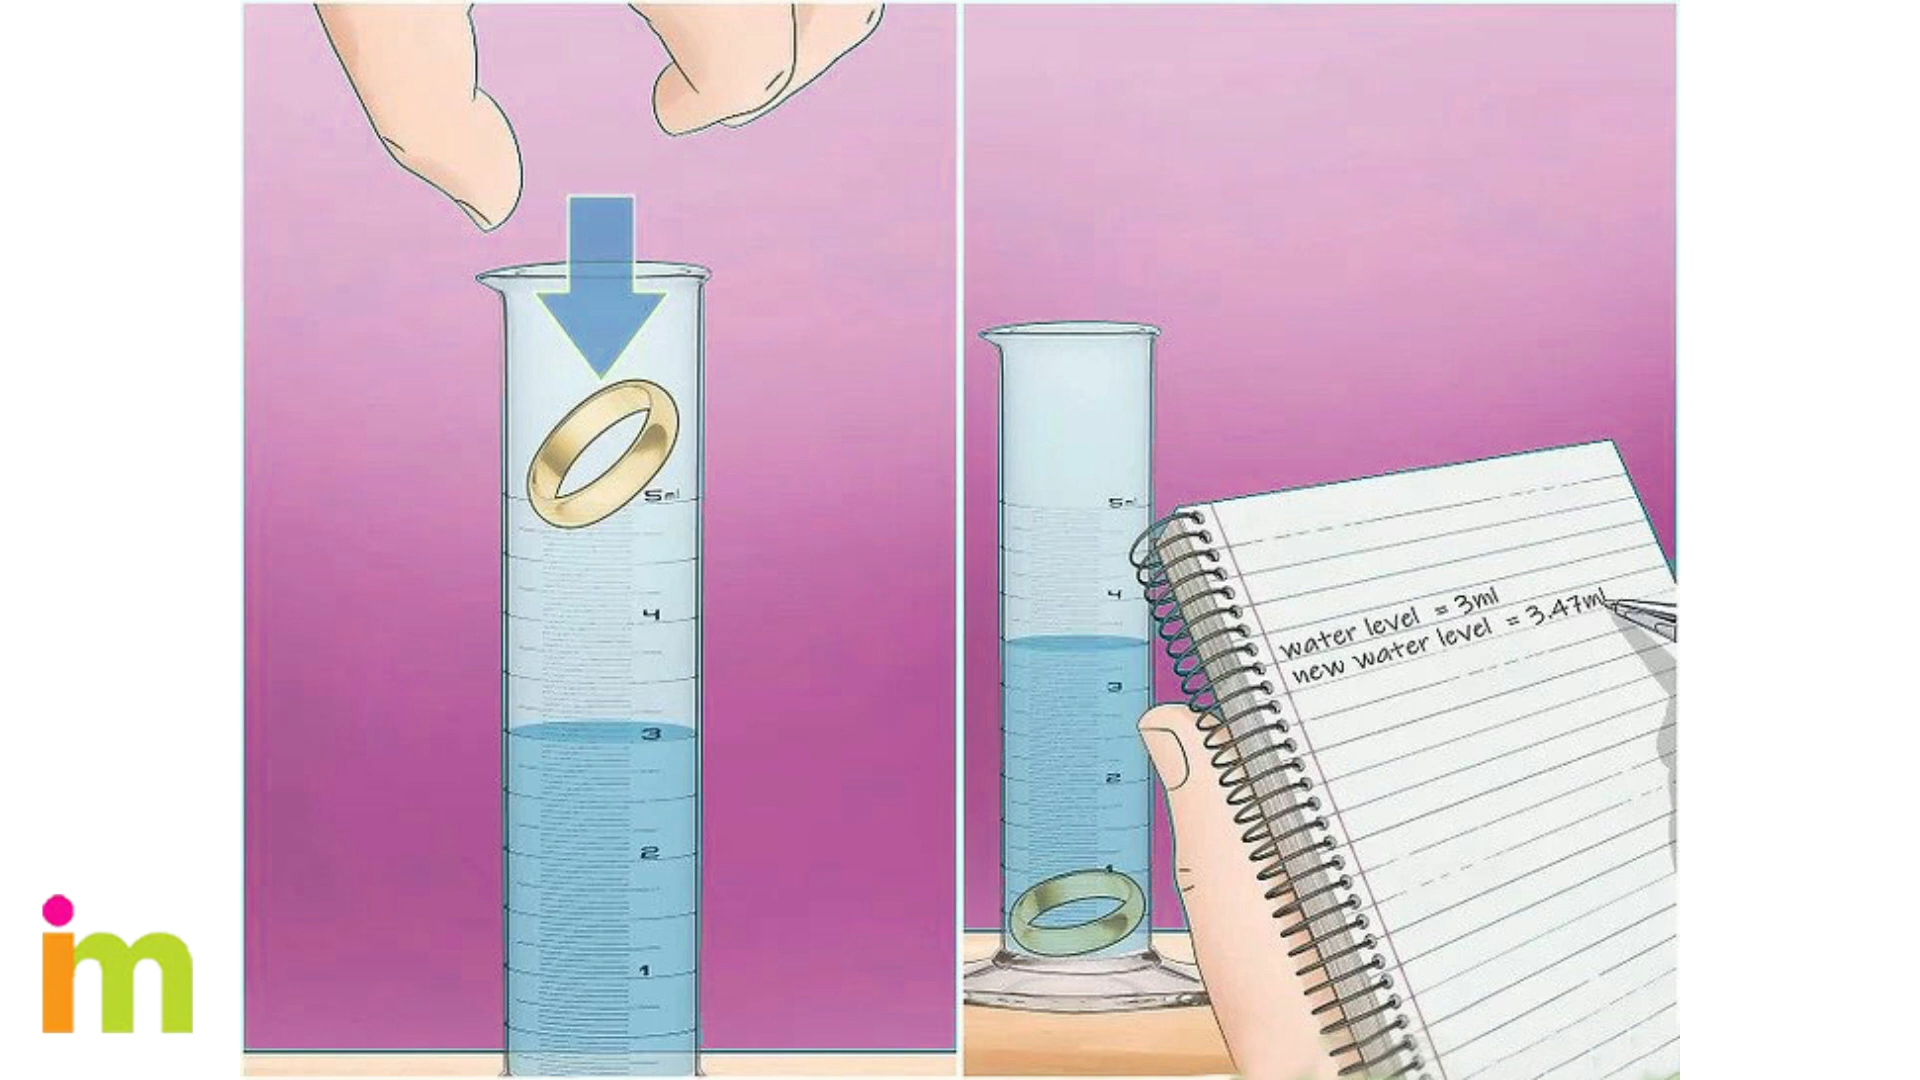 5ml
4
3
2
1
5ml
4
3
2
1
water level = 3ml
new water level = 3.47ml
im